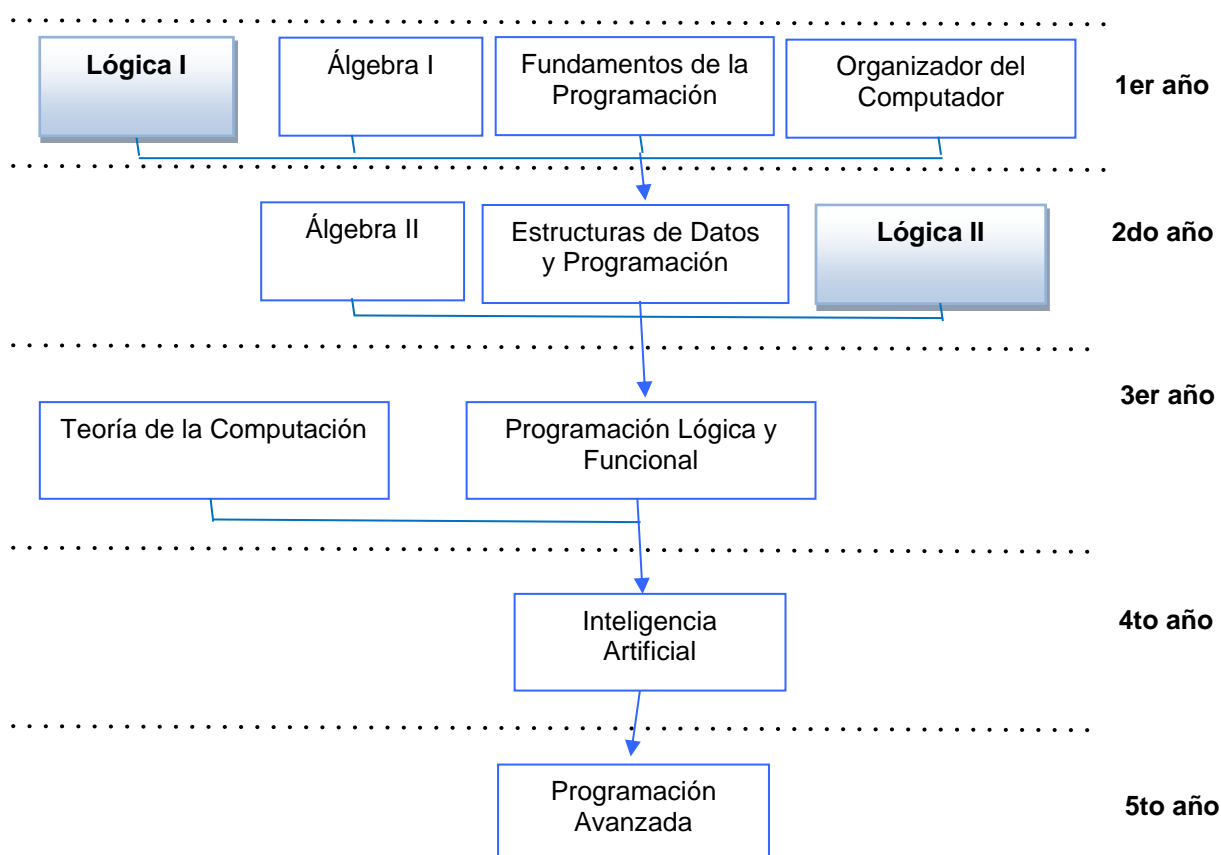 Lógica I
Álgebra I
Fundamentos de la
Programación
Organizador del
Computador
1er año
Álgebra II
Estructuras de Datos
y Programación
Lógica II
2do año
3er año
Teoría de la Computación
Programación Lógica y
Funcional
Inteligencia
Artificial
4to año
Programación
Avanzada
5to año